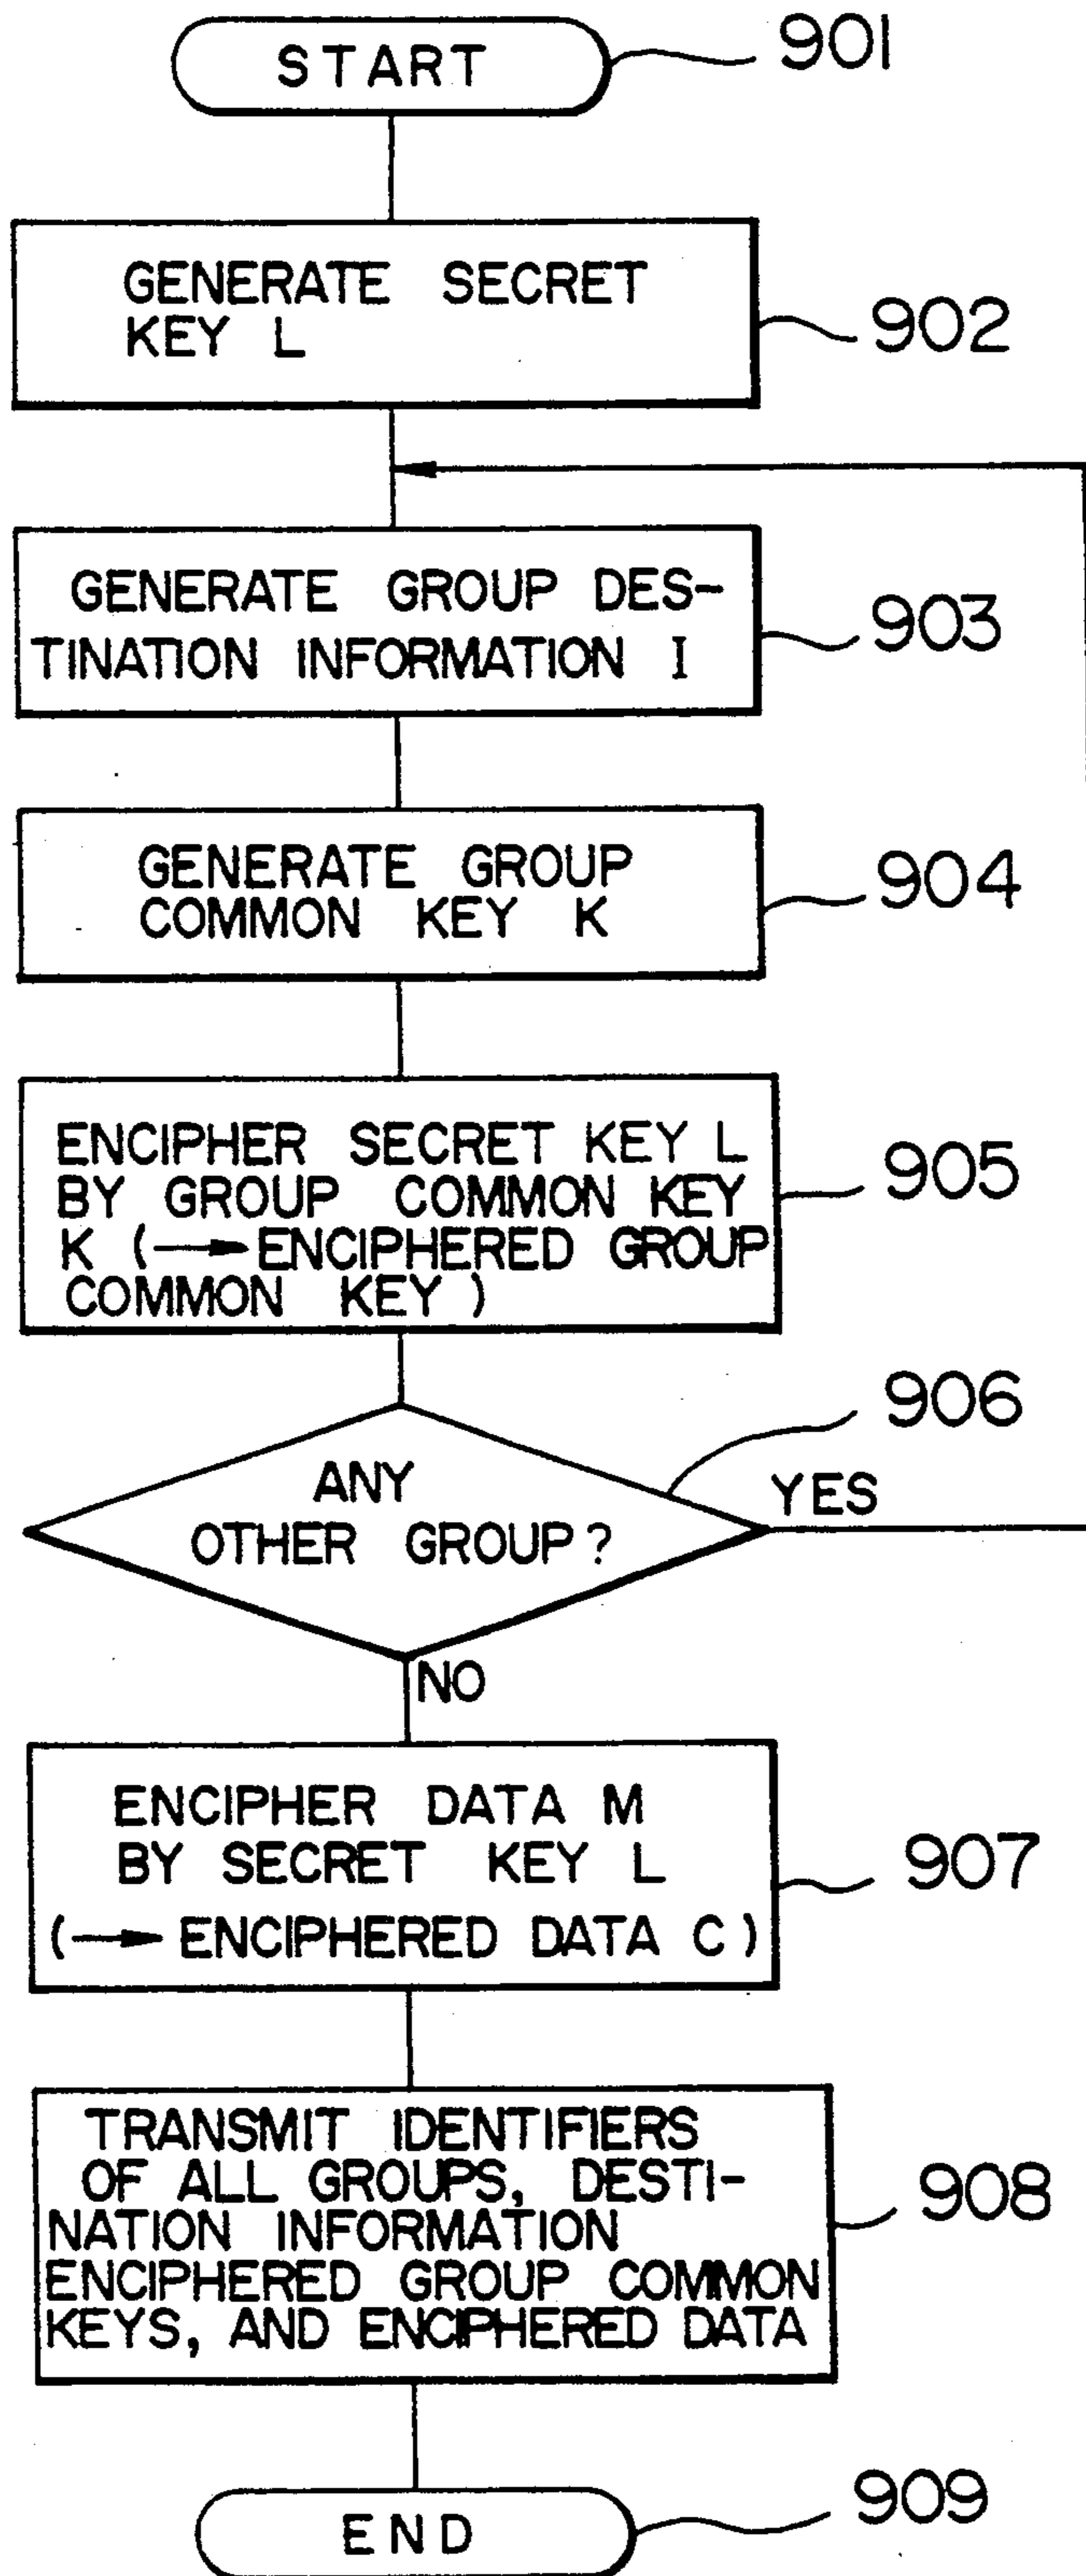 START
901
GENERATE SECRET
KEY L
902
GENERATE GROUP DES-
TINATION INFORMATION I
903
GENERATE GROUP
COMMON KEY K
904
ENCIPHER SECRET KEY L
BY GROUP COMMON KEY
K (→ ENCIPHERED GROUP
COMMON KEY)
905
906
ANY
OTHER GROUP?
YES
NO
ENCIPHER DATA M
BY SECRET KEY L
(→ ENCIPHERED DATA C)
907
TRANSMIT IDENTIFIERS
OF ALL GROUPS, DESTI-
NATION INFORMATION
ENCIPHERED GROUP COMMON
KEYS, AND ENCIPHERED DATA
908
END
909